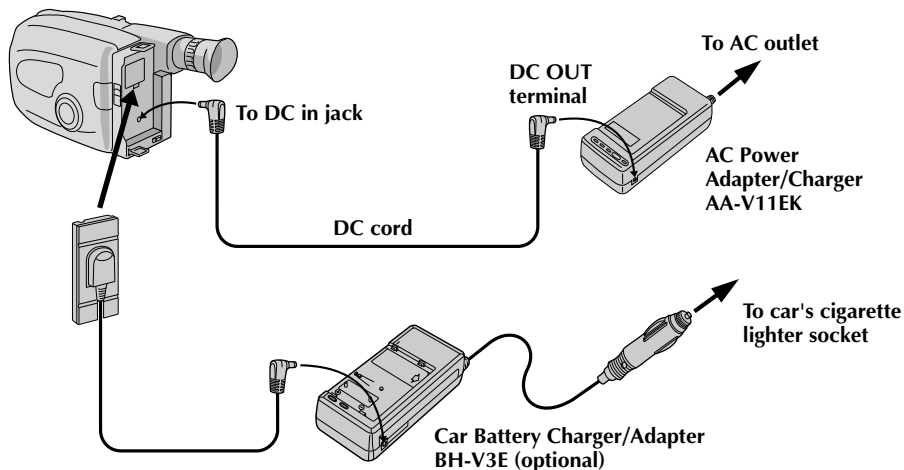 To AC outlet
DC OUT
terminal
To DC in jack
AC Power
Adapter/Charger
AA-V11EK
DC cord
To car's cigarette
lighter socket
Car Battery Charger/Adapter
BH-V3E (optional)